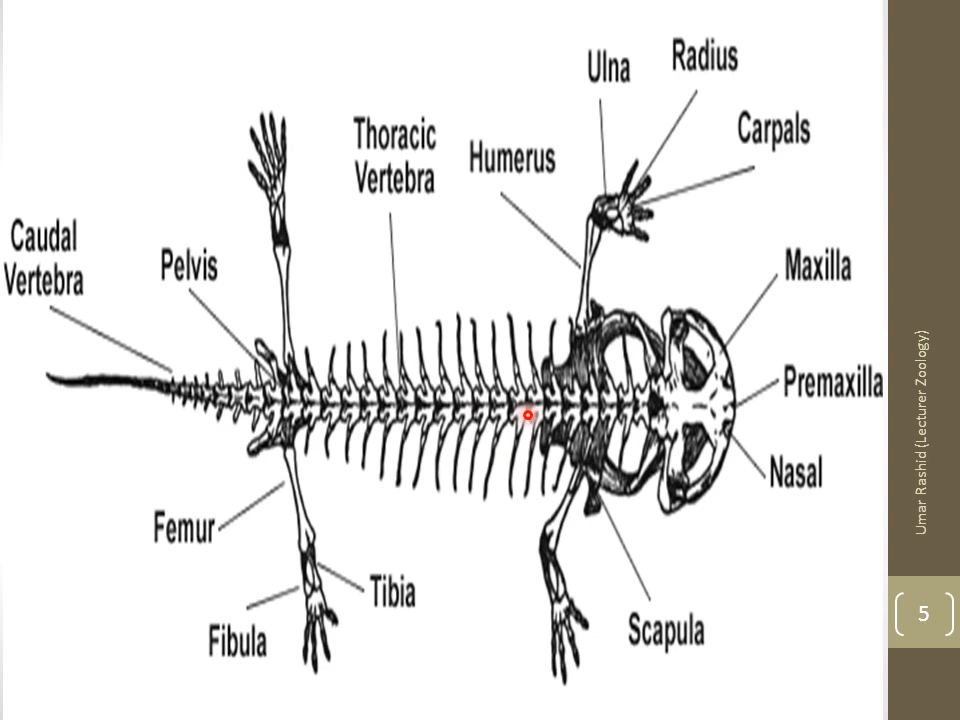 Ulna
Radius
Carpals
Thoracic
Vertebra
Humerus
Caudal
Vertebra
Pelvis
Maxilla
Premaxilla
Nasal
Femur
Tibia
Fibula
Scapula
Umar Rashid (Lecturer Zoology)
5